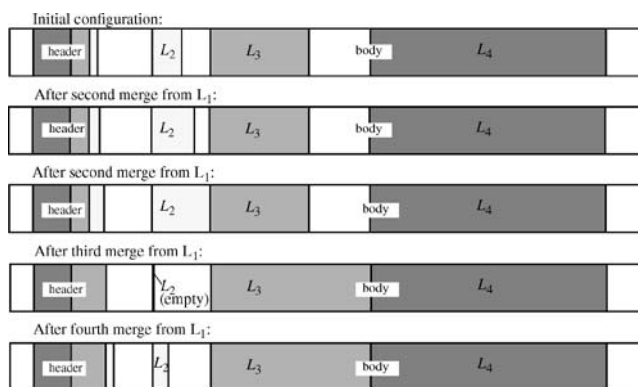 Initial configuration:
header L2 L3 body L4
After second merge from L1:
header L2 L3 body L4
After second merge from L1:
header L2 L3 body L4
After third merge from L1:
header L2 (empty) L3 body L4
After fourth merge from L1:
header L2 L3 body L4